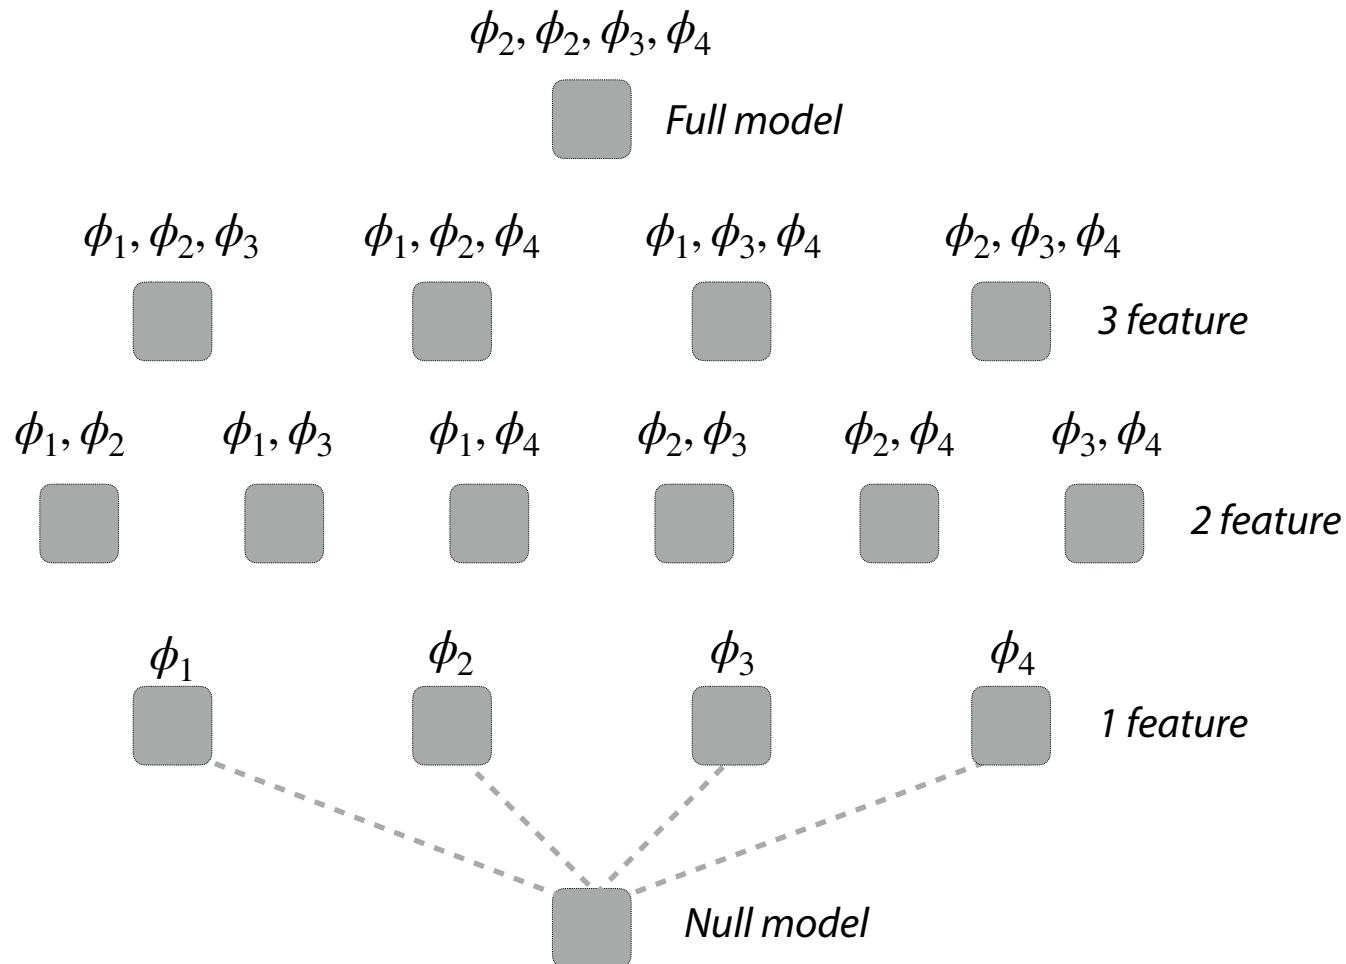 ϕ₂, ϕ₂, ϕ₃, ϕ₄
Full model
ϕ₁, ϕ₂, ϕ₃ ϕ₁, ϕ₂, ϕ₄ ϕ₁, ϕ₃, ϕ₄ ϕ₂, ϕ₃, ϕ₄
3 feature
ϕ₁, ϕ₂ ϕ₁, ϕ₃ ϕ₁, ϕ₄ ϕ₂, ϕ₃ ϕ₂, ϕ₄ ϕ₃, ϕ₄
2 feature
ϕ₁ ϕ₂ ϕ₃ ϕ₄
1 feature
Null model